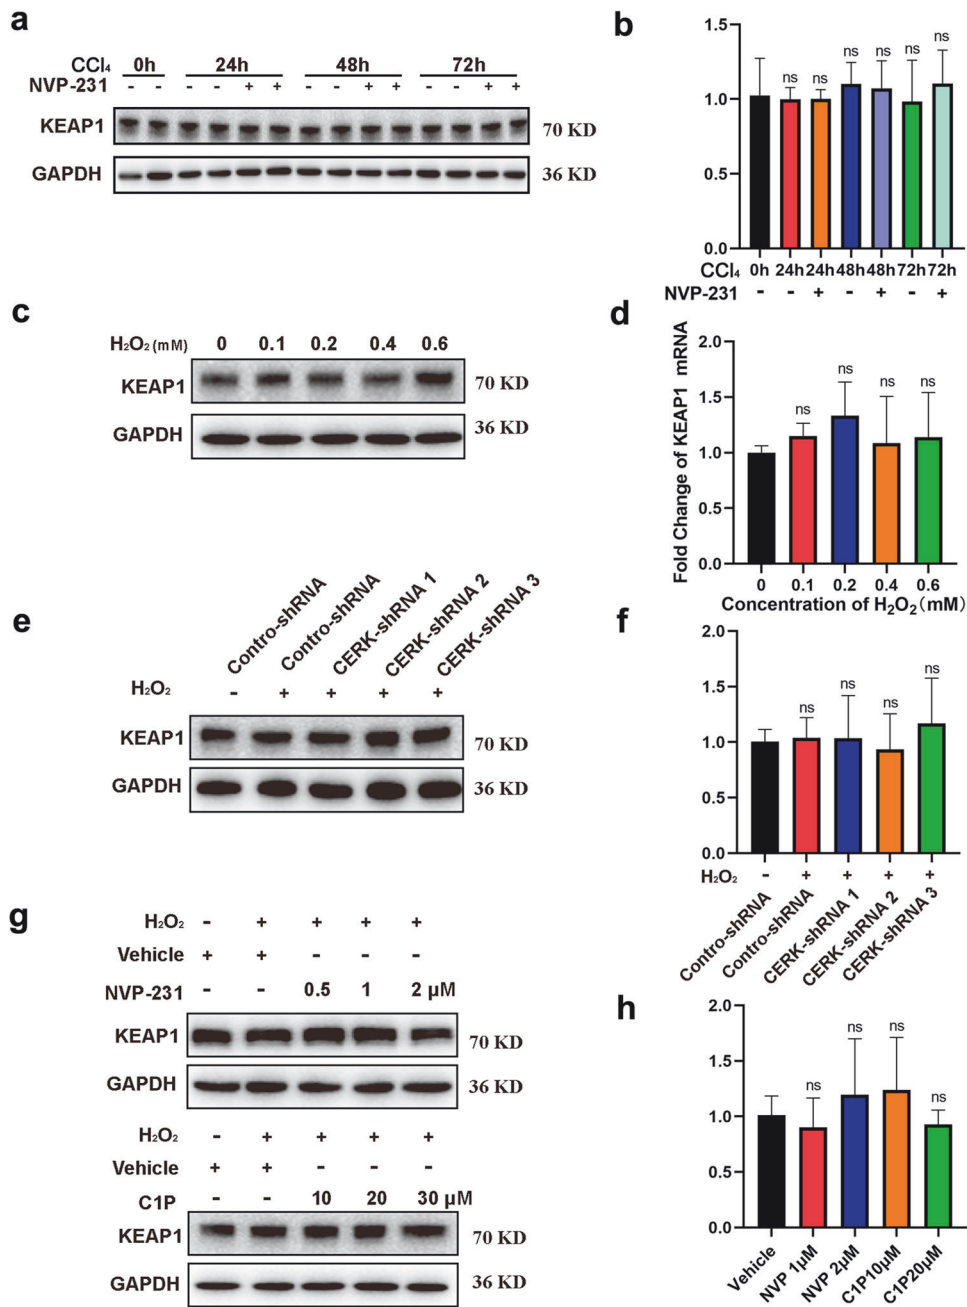 a
CCl₄ 0h 24h 48h 72h
NVP-231 - - - - + + - - + + - - + +
KEAP1 70 KD
GAPDH 36 KD
b
1.5
1.0
0.5
0.0
ns ns ns ns ns ns
CCl₄ 0h 24h 24h 48h 48h 72h 72h
NVP-231 - - + - + - +
c
H₂O₂ (mM) 0 0.1 0.2 0.4 0.6
KEAP1 70 KD
GAPDH 36 KD
d
Fold Change of KEAP1 mRNA
2.0
1.5
1.0
0.5
0.0
ns ns ns ns
0 0.1 0.2 0.4 0.6
Concentration of H₂O₂(mM)
e
Contro-shRNA
Contro-shRNA
CERK-shRNA 1
CERK-shRNA 2
CERK-shRNA 3
H₂O₂ - + + + +
KEAP1 70 KD
GAPDH 36 KD
f
2.0
1.5
1.0
0.5
0.0
ns ns ns ns
H₂O₂ - + + + +
Contro-shRNA
Contro-shRNA
CERK-shRNA 1
CERK-shRNA 2
CERK-shRNA 3
g
H₂O₂ - + + + +
Vehicle + + - - -
NVP-231 - - 0.5 1 2 μM
KEAP1 70 KD
GAPDH 36 KD
H₂O₂ - + + + +
Vehicle + + - - -
C1P - - 10 20 30 μM
KEAP1 70 KD
GAPDH 36 KD
h
2.0
1.5
1.0
0.5
0.0
ns ns ns ns
Vehicle
NVP 1μM
NVP 2μM
C1P10μM
C1P20μM